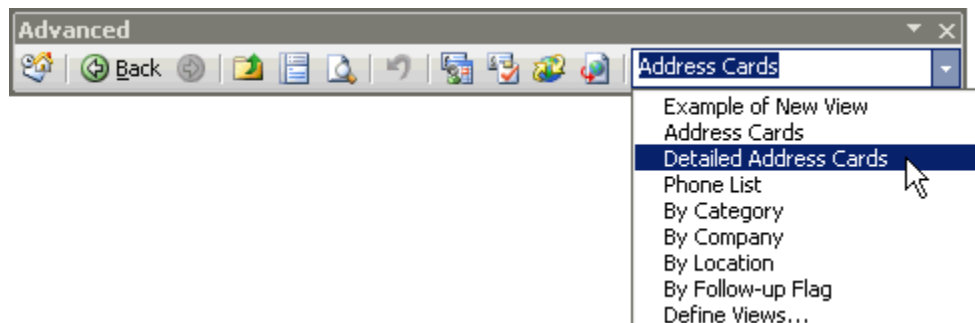 Advanced
Back
Address Cards
Example of New View
Address Cards
Detailed Address Cards
Phone List
By Category
By Company
By Location
By Follow-up Flag
Define Views...